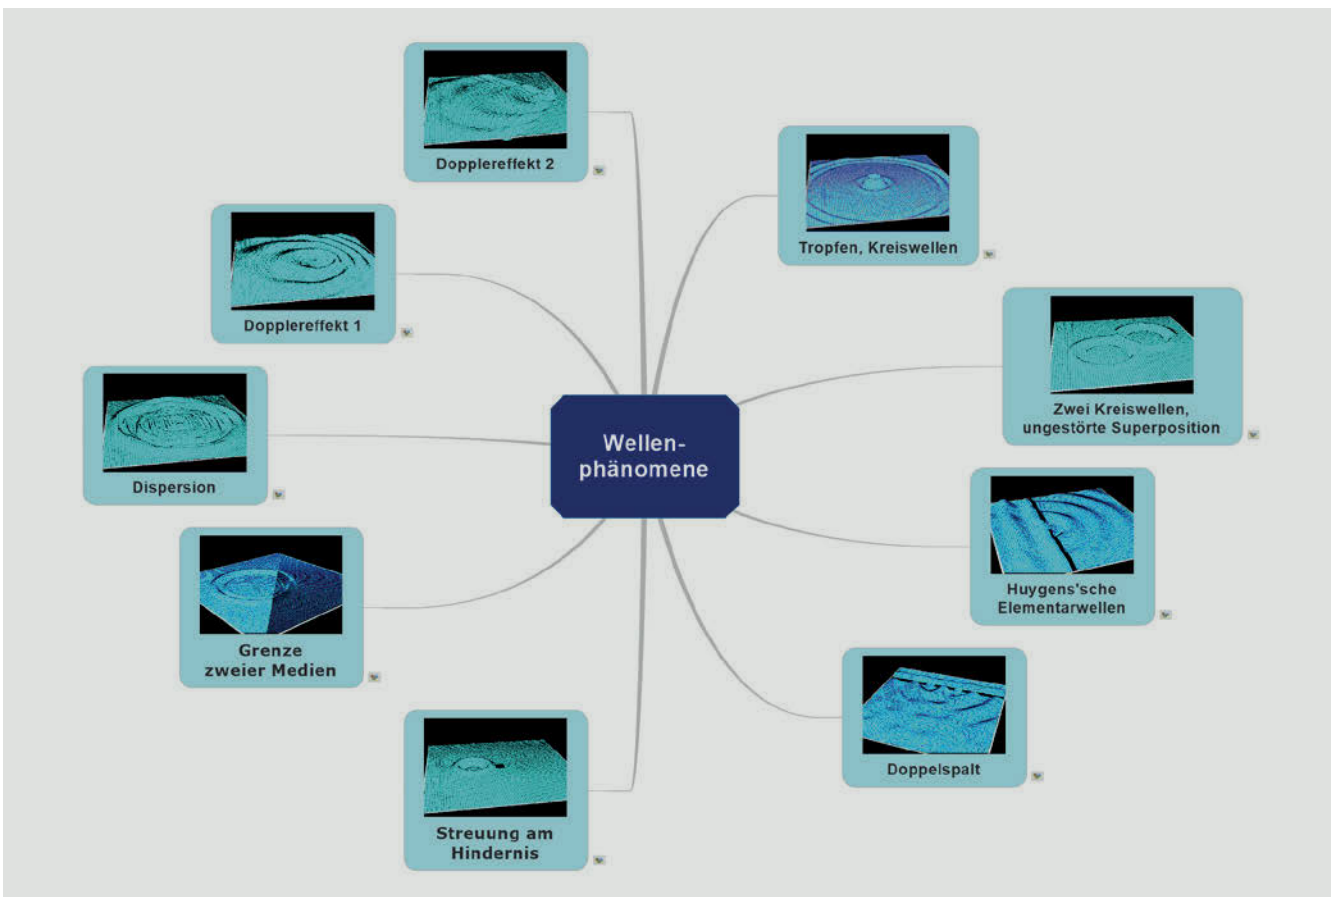 Dopplereffekt 2
Tropfen, Kreiswellen
Dopplereffekt 1
Zwei Kreiswellen,
ungestörte Superposition
Wellen-
phänomene
Dispersion
Huygens'sche
Elementarwellen
Grenze
zweier Medien
Doppelspalt
Streuung am
Hindernis